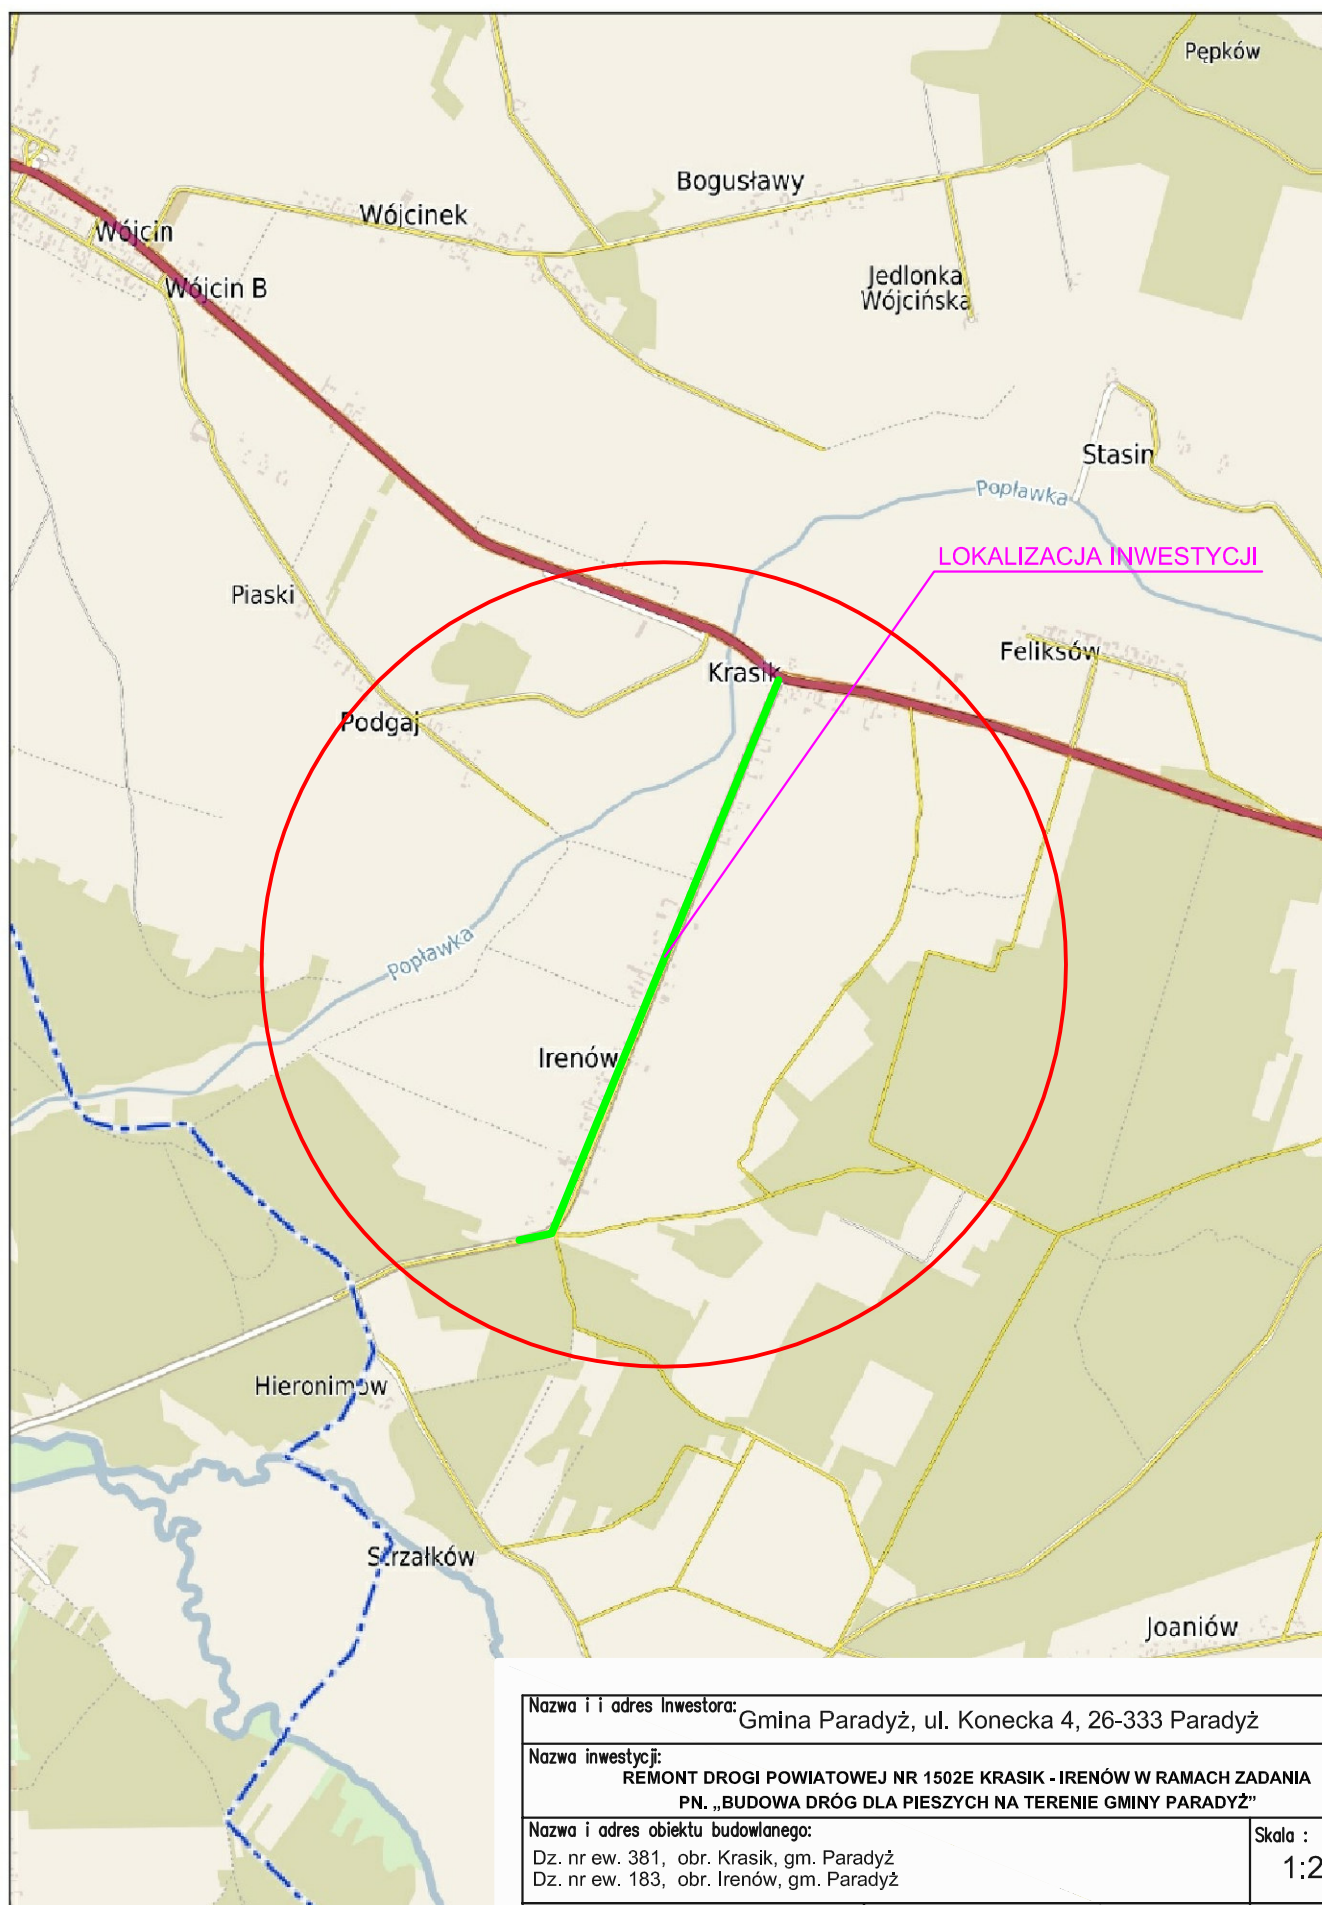 Pępków
Bogusławy
Wójcinek
Wójcin
Wójcin B
Jedlonka
Wójcińska
Stasin
Popławka
LOKALIZACJA INWESTYCJI
Piaski
Feliksów
Krasik
Podgaj
Popławka
Irenów
Hieronimów
Strzałków
Joaniów
Nazwa i i adres Inwestora: Gmina Paradyż, ul. Konecka 4, 26-333 Paradyż
Nazwa inwestycji:
REMONT DROGI POWIATOWEJ NR 1502E KRASIK - IRENÓW W RAMACH ZADANIA
PN. „BUDOWA DRÓG DLA PIESZYCH NA TERENIE GMINY PARADYŻ”
Nazwa i adres obiektu budowlanego:
Dz. nr ew. 381, obr. Krasik, gm. Paradyż
Dz. nr ew. 183, obr. Irenów, gm. Paradyż
Skala :
1:2